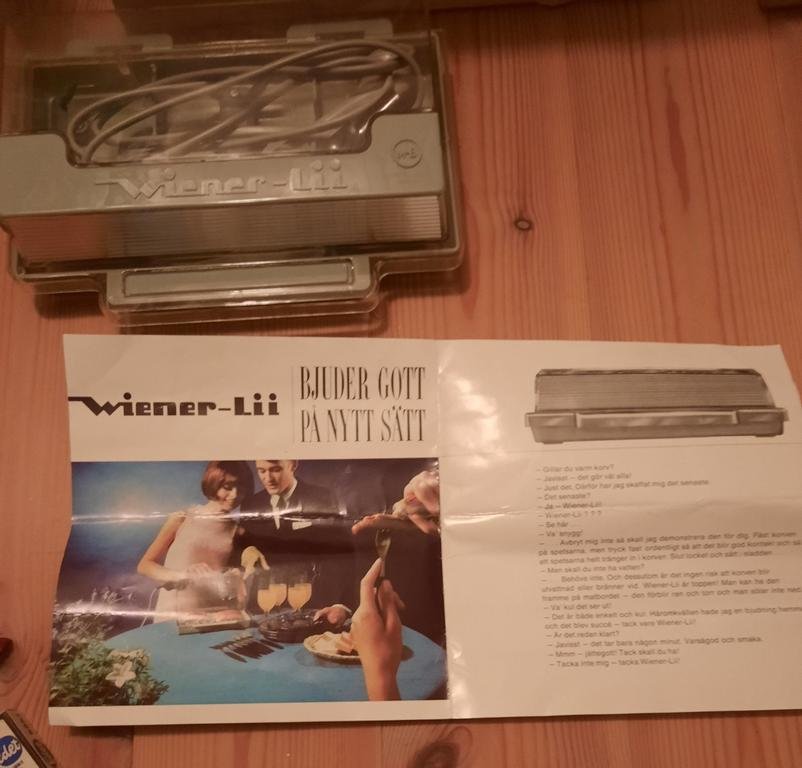 Wiener-Lii
Wiener-Lii
BJUDER GOTT
PÅ NYTT SÄTT
– Gillar du varm korv?
– Javisst – det gör väl alla!
– Just det. Därför har jag skaffat mig det senaste.
– Det senaste?
– Ja – Wiener-Lii!
– Wiener-Lii ? ? ?
– Se här . . .
– Va' snygg!
– . . . Avbryt mig inte så skall jag demonstrera den för dig. Fäst korven
på spetsarna, men tryck fast ordentligt så att det blir god kontakt och så
att spetsarna helt tränger in i korven. Slut locket och sätt i sladden . . .
– Man skall du inte ha vatten?
– . . . Behövs inte. Och dessutom är det ingen risk att korven blir
uttorkad eller bränner vid. Wiener-Lii är toppen! Man kan ha den
framme på matbordet – den förblir ren och torr och man sölar inte ned
– Va' kul det ser ut!
– Det är både enkelt och kul. Häromkvällen hade jag en bjudning hemma
och det blev succé – tack vare Wiener-Lii!
– Är det redan klart?
– Javisst – det tar bara någon minut. Varsågod och smaka.
– Mmm – jättegott! Tack skall du ha!
– Tacka inte mig – tacka Wiener-Lii!